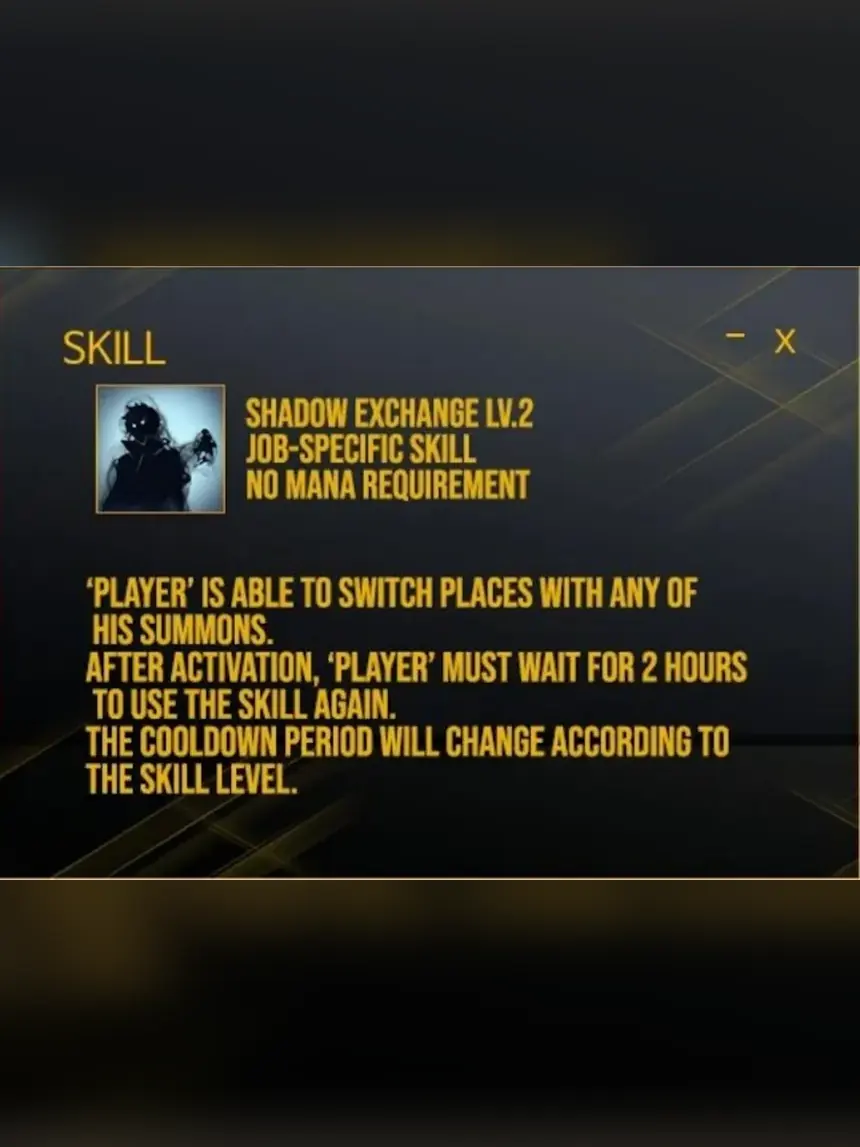 SKILL
– X
SHADOW EXCHANGE LV.2
JOB-SPECIFIC SKILL
NO MANA REQUIREMENT
‘PLAYER’ IS ABLE TO SWITCH PLACES WITH ANY OF
HIS SUMMONS.
AFTER ACTIVATION, ‘PLAYER’ MUST WAIT FOR 2 HOURS
TO USE THE SKILL AGAIN.
THE COOLDOWN PERIOD WILL CHANGE ACCORDING TO
THE SKILL LEVEL.